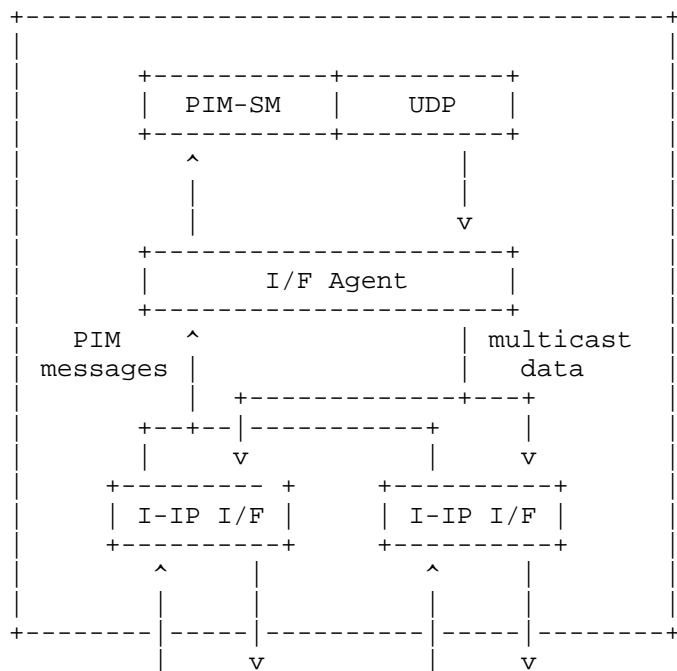 PIM-SM UDP
I/F Agent
PIM messages
multicast data
I-IP I/F I-IP I/F